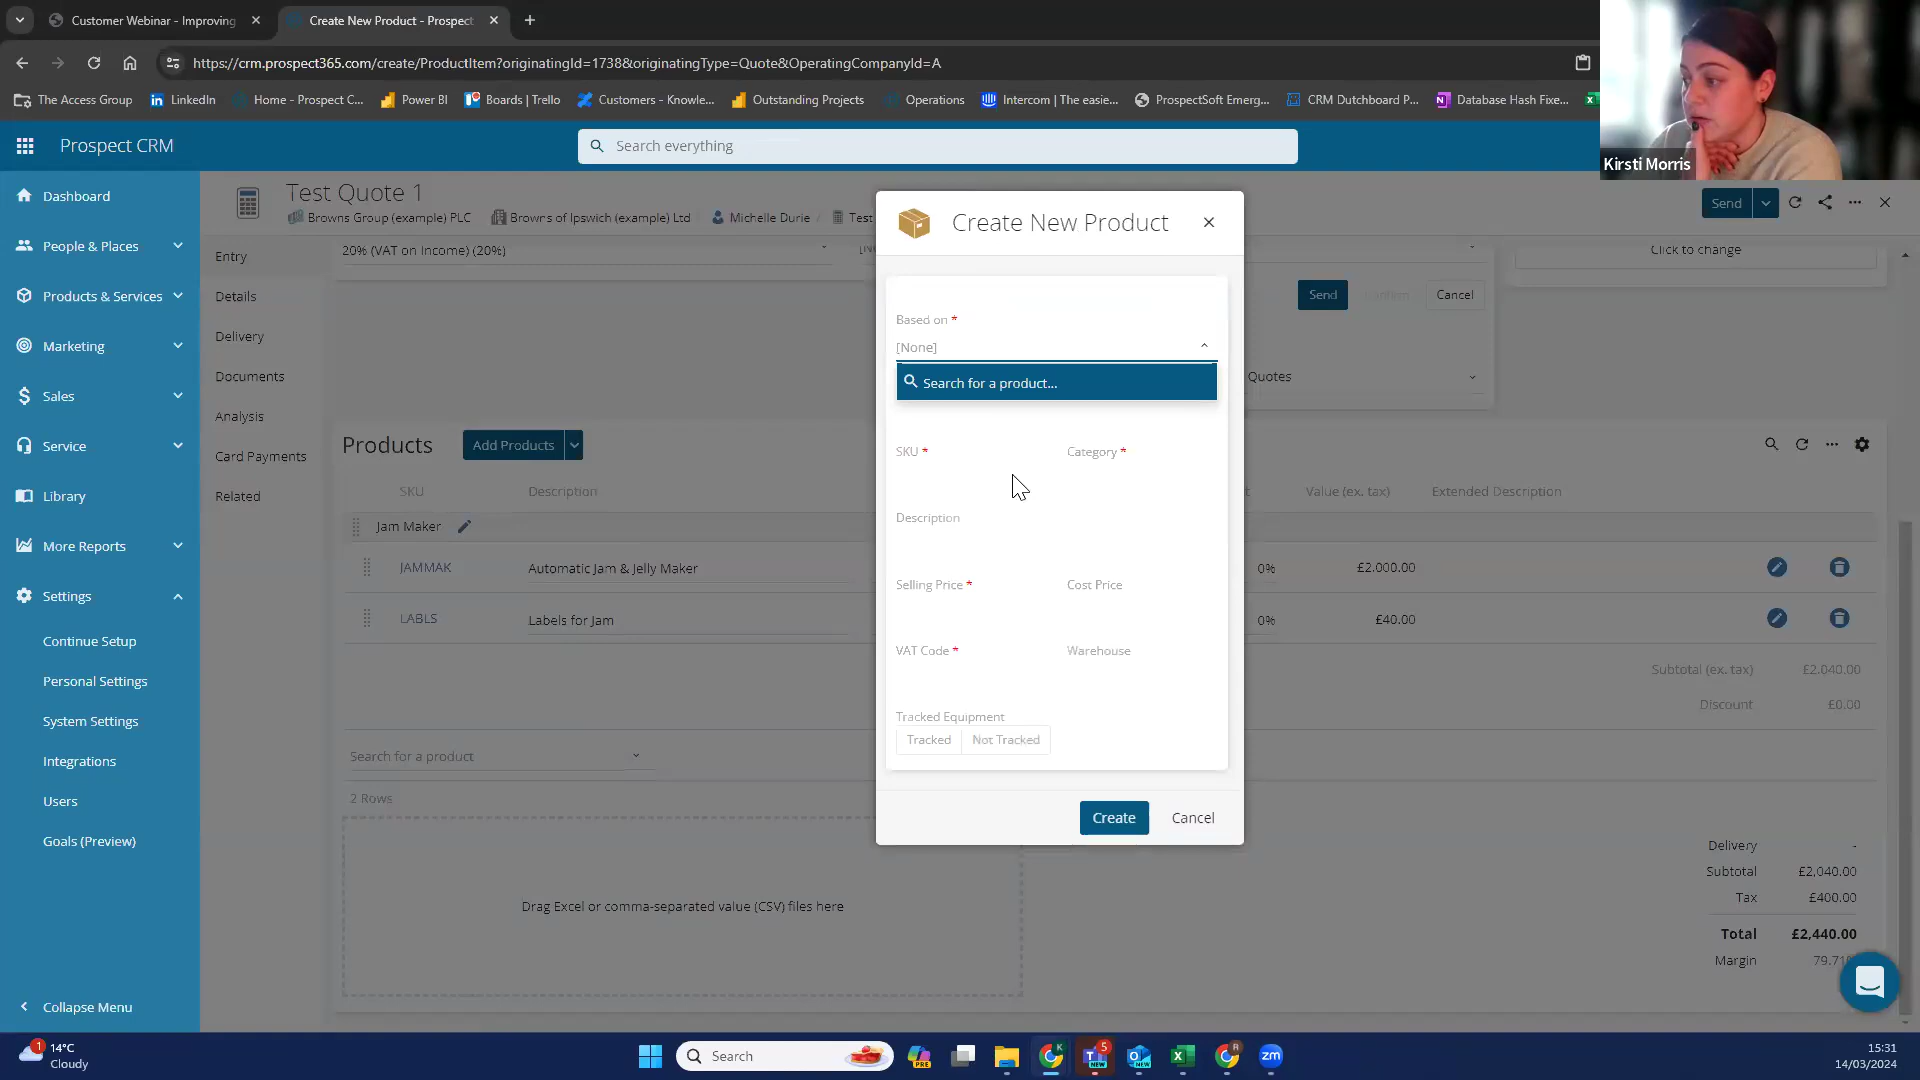 Customer Webinar - Improving
Create New Product - Prospect
https://crm.prospect365.com/create/ProductItem?originatingId=1738&originatingType=Quote&OperatingCompanyId=A
The Access Group
LinkedIn
Home - Prospect C...
Power BI
Boards | Trello
Customers - Knowle...
Outstanding Projects
Operations
Intercom | The easie...
ProspectSoft Emerg...
CRM Dutchboard P...
Database Hash Fixe...
Kirsti Morris
Prospect CRM
Search everything
Dashboard
People & Places
Products & Services
Marketing
Sales
Service
Library
More Reports
Settings
Continue Setup
Personal Settings
System Settings
Integrations
Users
Goals (Preview)
Collapse Menu
Test Quote 1
Browns Group (example) PLC
Browns of Ipswich (example) Ltd
Michelle Durie
Test
Send
Entry
Details
Delivery
Documents
Analysis
Card Payments
Related
20% (VAT on Income) (20%)
Click to change
Send
Cancel
Quotes
Products
Add Products
SKU
Description
Value (ex. tax)
Extended Description
Jam Maker
JAMMAK
Automatic Jam & Jelly Maker
0%
£2,000.00
LABLS
Labels for Jam
0%
£40.00
Subtotal (ex. tax)
£2,040.00
Discount
£0.00
Search for a product
2 Rows
Drag Excel or comma-separated value (CSV) files here
Delivery
-
Subtotal
£2,040.00
Tax
£400.00
Total
£2,440.00
Margin
Create New Product
Based on *
[None]
Search for a product...
SKU *
Category *
Description
Selling Price *
Cost Price
VAT Code *
Warehouse
Tracked Equipment
Tracked
Not Tracked
Create
Cancel
1
14°C
Cloudy
Search
PRE
K
5
NEW
NEW
R
zm
15:31
14/03/2024